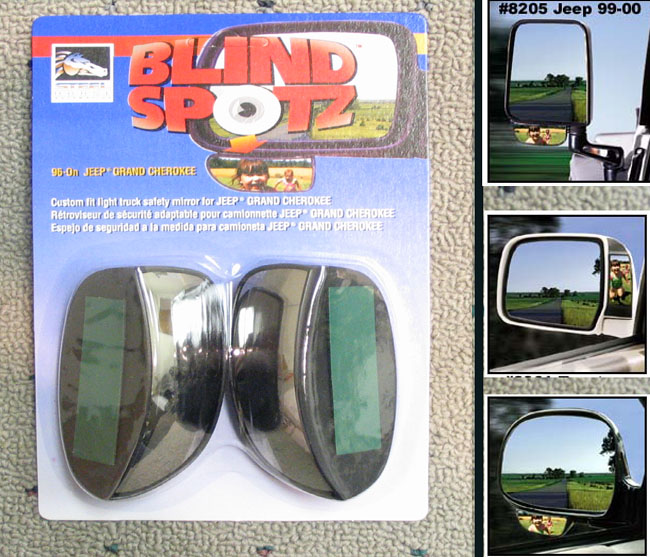 BLIND
SPOTZ
96-On JEEP® GRAND CHEROKEE
Custom fit light truck safety mirror for JEEP® GRAND CHEROKEE
Rétroviseur de sécurité adaptable pour camionnette JEEP® GRAND CHEROKEE
Espejo de seguridad a la medida para camioneta JEEP® GRAND CHEROKEE
#8205 Jeep 99-00